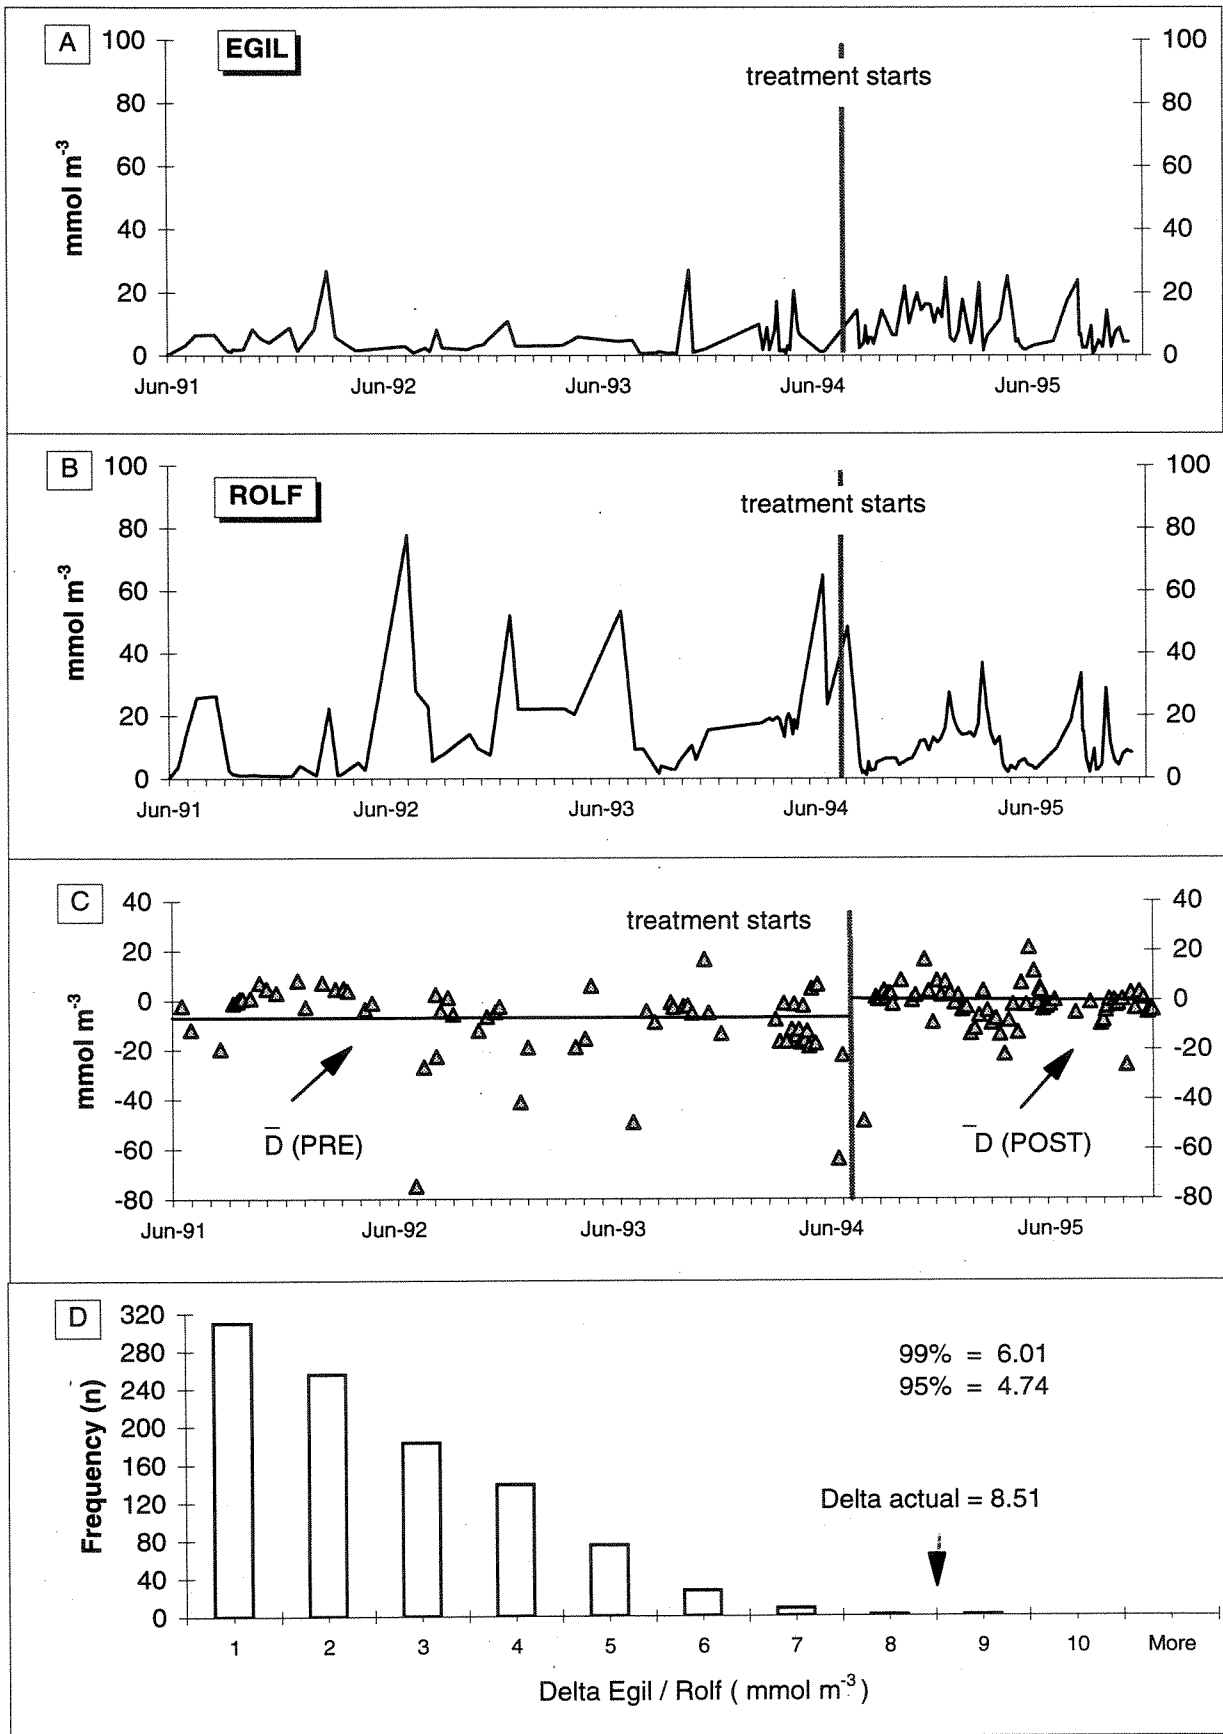 A
EGIL
100 80 60 40 20 0
mmol m⁻³
treatment starts
100 80 60 40 20 0
Jun-91 Jun-92 Jun-93 Jun-94 Jun-95
B
ROLF
100 80 60 40 20 0
mmol m⁻³
treatment starts
100 80 60 40 20 0
Jun-91 Jun-92 Jun-93 Jun-94 Jun-95
C
40 20 0 -20 -40 -60 -80
mmol m⁻³
treatment starts
D̅ (PRE)
D̅ (POST)
40 20 0 -20 -40 -60 -80
Jun-91 Jun-92 Jun-93 Jun-94 Jun-95
D
320 280 240 200 160 120 80 40 0
Frequency (n)
99% = 6.01
95% = 4.74
Delta actual = 8.51
1 2 3 4 5 6 7 8 9 10 More
Delta Egil / Rolf ( mmol m⁻³)